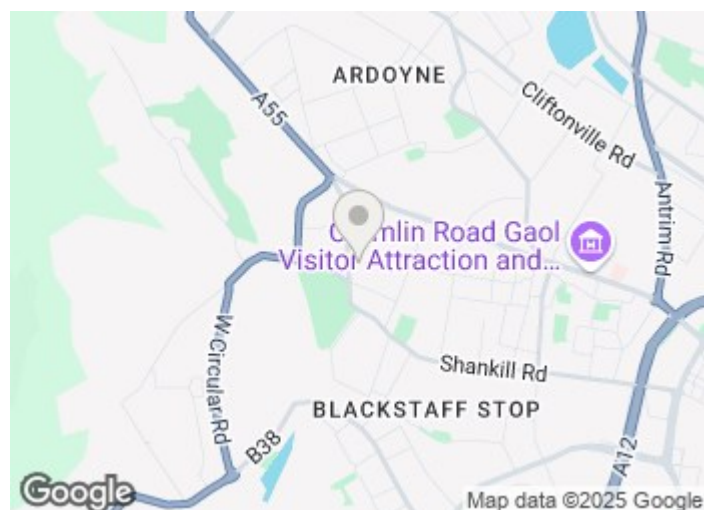 ARDOYNE
A55
Cliftonville Rd
Antrim Rd
Crumlin Road Gaol
Visitor Attraction and...
W Circular Rd
Shankill Rd
BLACKSTAFF STOP
B38
A12
Google
Map data ©2025 Google